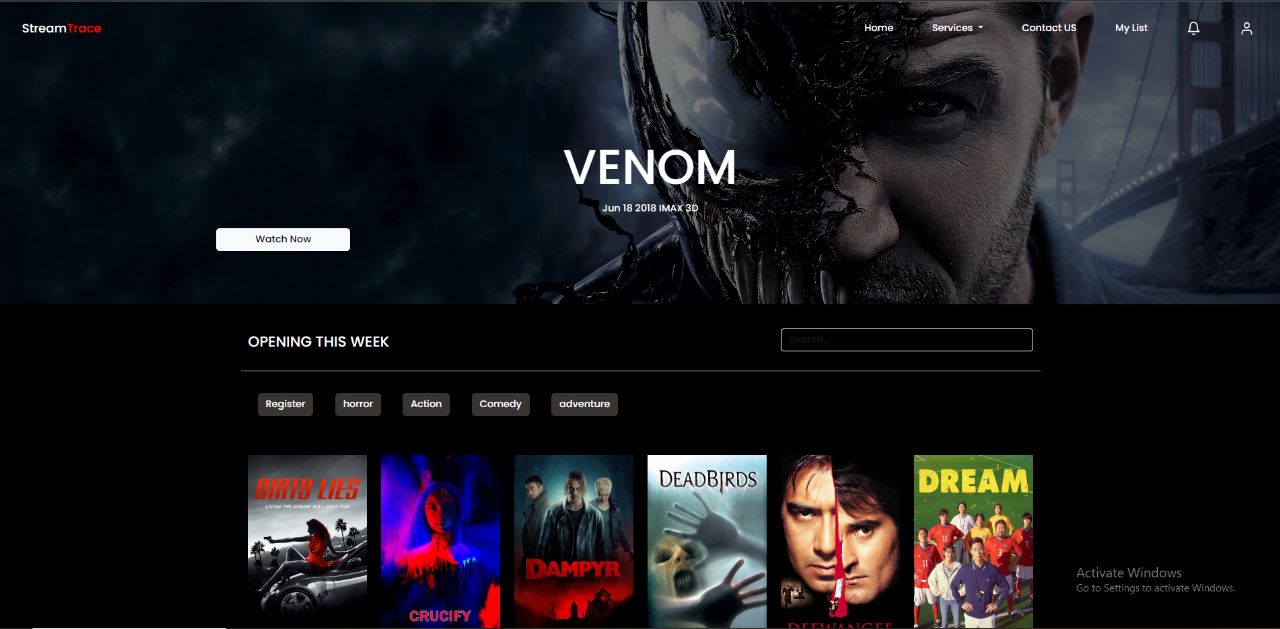 StreamTrace
Home Services Contact US My List
VENOM
Jun 18 2018 IMAX 3D
Watch Now
OPENING THIS WEEK
Search...
Register horror Action Comedy adventure
DIRTY LIES
LIVING THE DREAM WILL COST YOU
CRUCIFY
DAMPYR
DEADBIRDS
DEEWANGEE
DREAM
Activate Windows
Go to Settings to activate Windows.